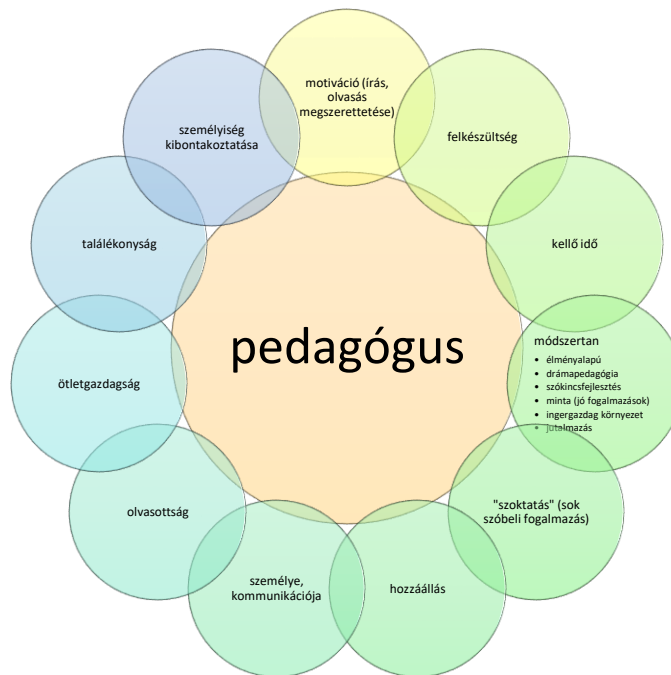 motiváció (írás,
olvasás
megszerettetése)
felkészültség
kellő idő
módszertan
• élményalapú
• drámapedagógia
• szókincsfejlesztés
• minta (jó fogalmazások)
• ingergazdag környezet
• jutalmazás
"szoktatás" (sok
szóbeli fogalmazás)
hozzáállás
személye,
kommunikációja
olvasottság
ötletgazdagság
találékonyság
személyiség
kibontakoztatása
pedagógus